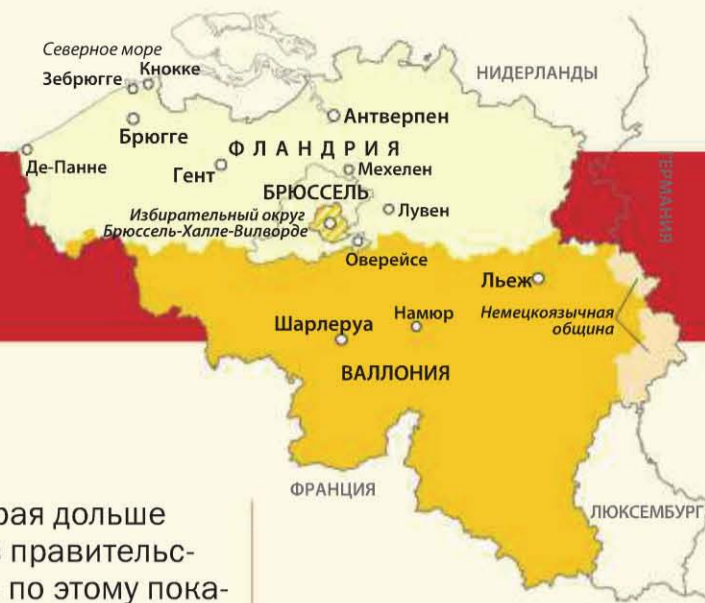 Северное море
Кнокке
Зебрюгге
НИДЕРЛАНДЫ
Антверпен
Брюгге
ФЛАНДРИЯ
Де-Панне
Гент
Мехелен
ГЕРМАНИЯ
БРЮССЕЛЬ
Избирательный округ
Брюссель-Халле-Вилворде
Лувен
Оверейсе
Льеж
Намюр
Немецкоязычная
община
Шарлеруа
ВАЛЛОНИЯ
ФРАНЦИЯ
ЛЮКСЕМБУРГ
рая дольше
з правительс-
по этому пока-